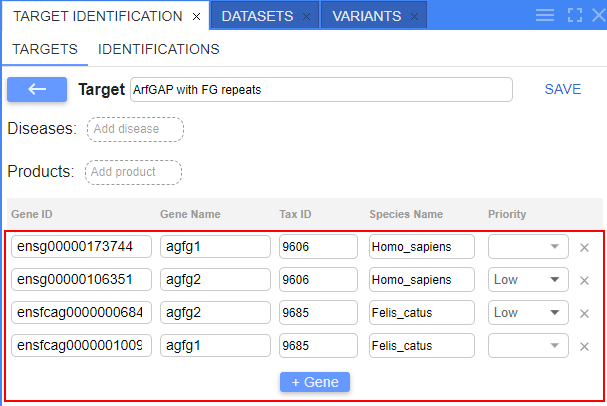 TARGET IDENTIFICATION × DATASETS × VARIANTS ×
TARGETS IDENTIFICATIONS
Target ArfGAP with FG repeats SAVE
Diseases: Add disease
Products: Add product
Gene ID Gene Name Tax ID Species Name Priority
ensg00000173744 agfg1 9606 Homo_sapiens
ensg00000106351 agfg2 9606 Homo_sapiens Low
ensfcag0000000684 agfg2 9685 Felis_catus Low
ensfcag0000001009 agfg1 9685 Felis_catus
+ Gene